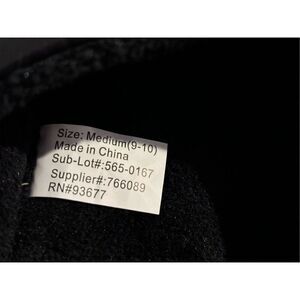 Size: Medium(9-10)
Made in China
Sub-Lot#:565-0167
Supplier#:766089
RN#93677